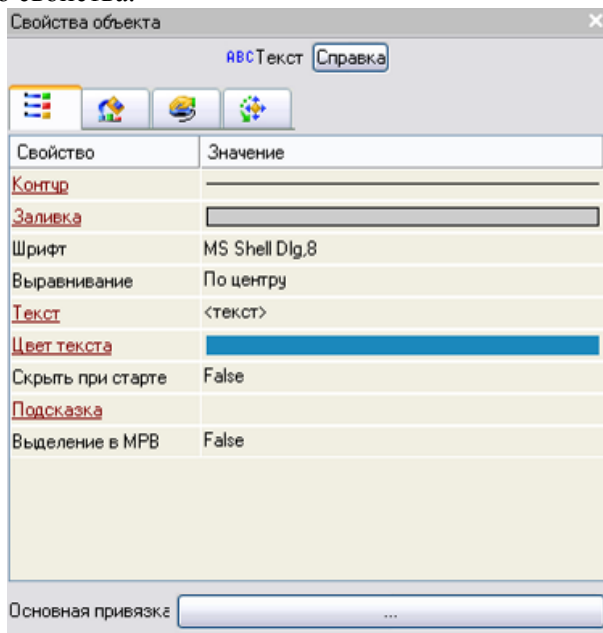 Свойства объекта
ABCТекст Справка
Свойство Значение
Контур
Заливка
Шрифт MS Shell Dlg,8
Выравнивание По центру
Текст <текст>
Цвет текста
Скрыть при старте False
Подсказка
Выделение в МРВ False
Основная привязка ...